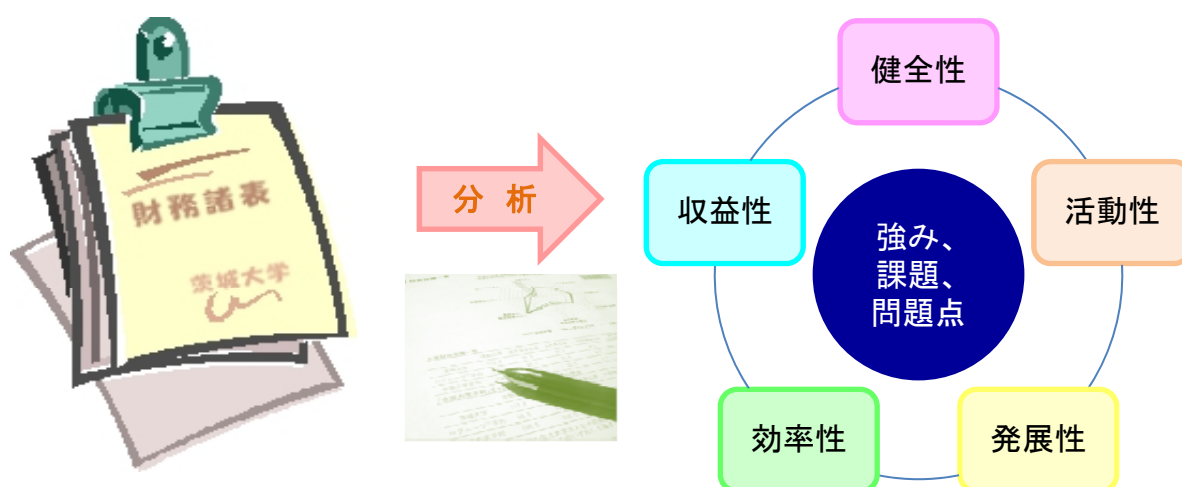 財務諸表
茨城大学
分 析
健全性
収益性
活動性
強み、
課題、
問題点
効率性
発展性